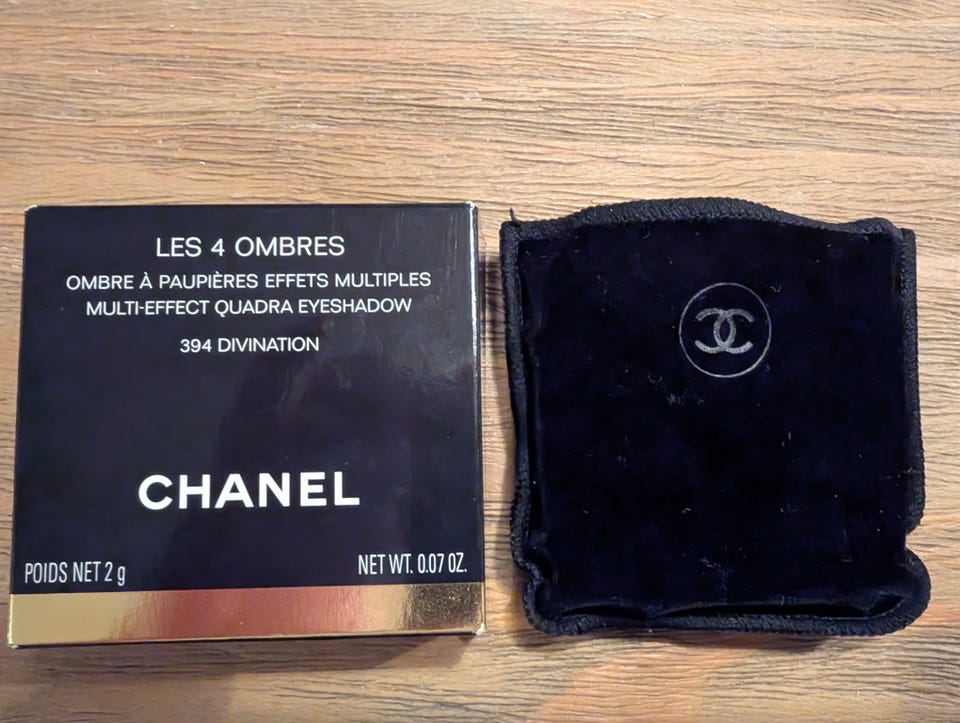 LES 4 OMBRES
OMBRE À PAUPIÈRES EFFETS MULTIPLES
MULTI-EFFECT QUADRA EYESHADOW
394 DIVINATION
CHANEL
POIDS NET 2 g
NET WT. 0.07 OZ.